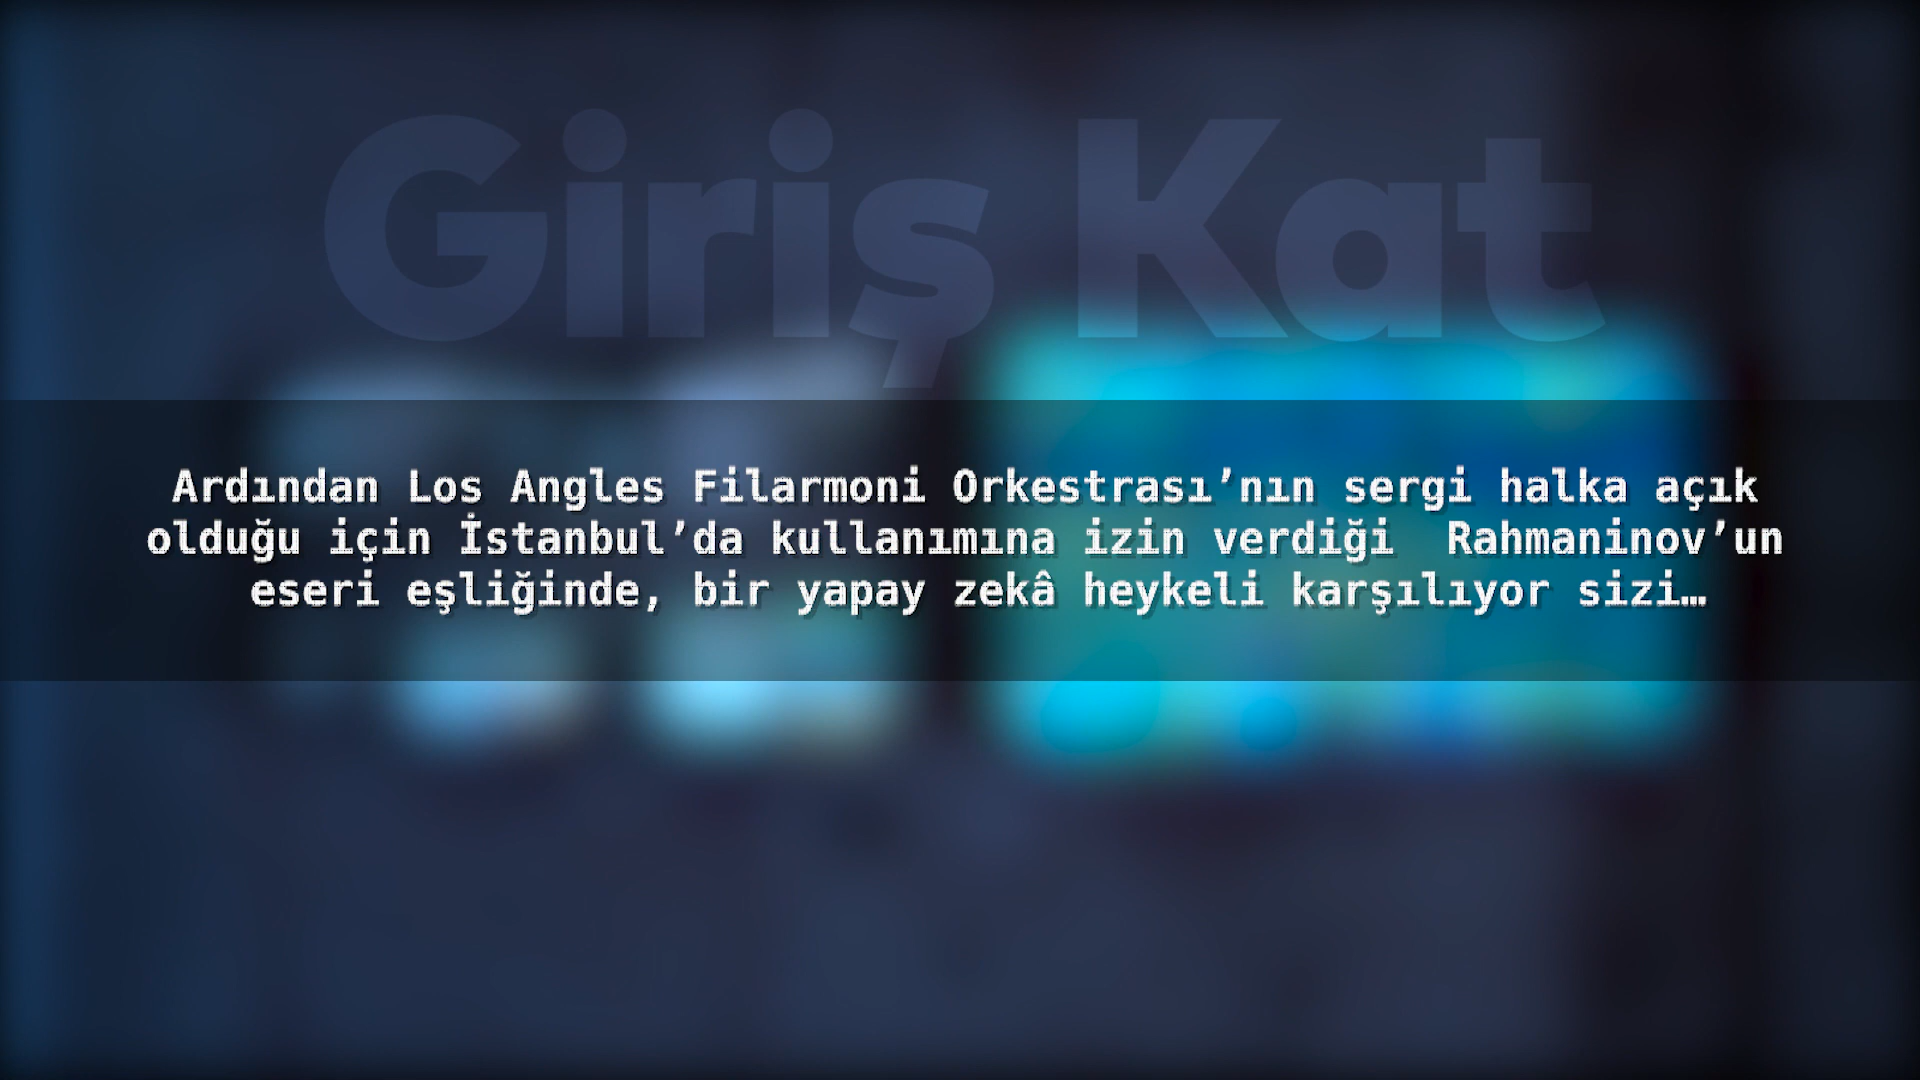 Giriş Kat
Ardından Los Angles Filarmoni Orkestrası’nın sergi halka açık
olduğu için İstanbul’da kullanımına izin verdiği  Rahmaninov’un
eseri eşliğinde, bir yapay zekâ heykeli karşılıyor sizi…